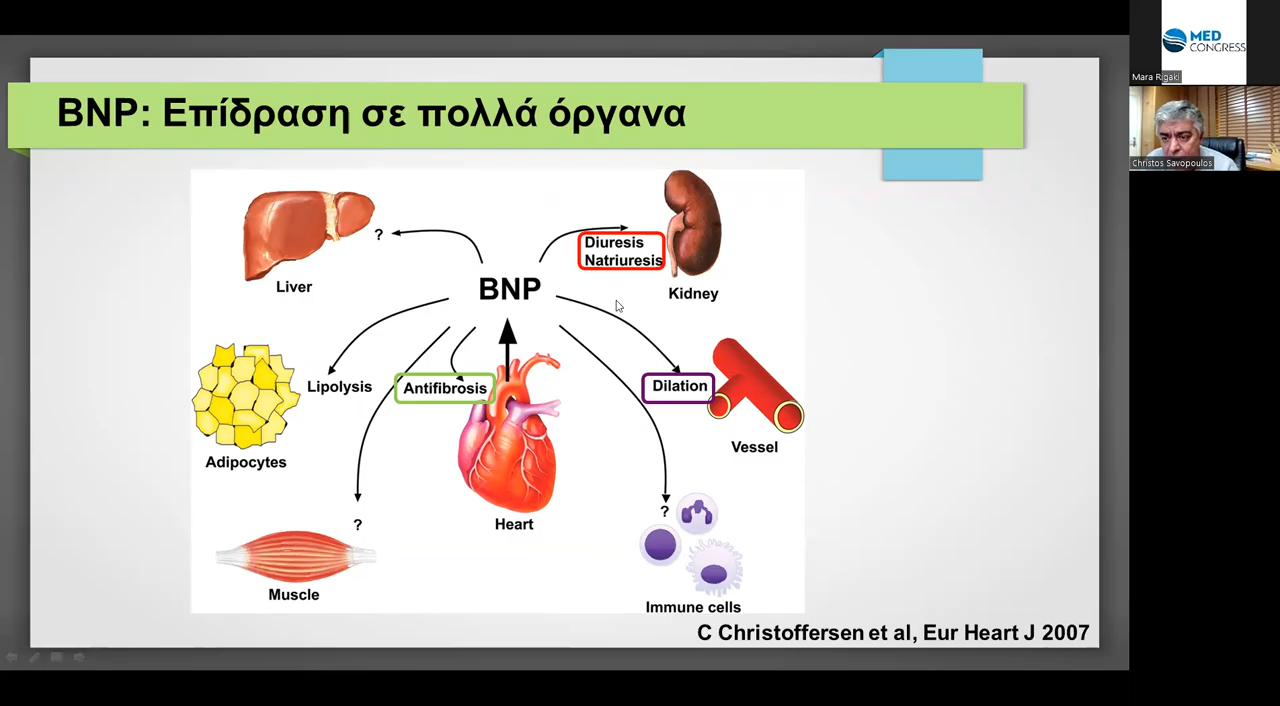 BNP: Επίδραση σε πολλά όργανα
?
Liver
Diuresis
Natriuresis
Kidney
BNP
Lipolysis
Antifibrosis
Dilation
Adipocytes
Vessel
?
Heart
?
Muscle
Immune cells
C Christoffersen et al, Eur Heart J 2007
MED
CONGRESS
Mara Rigaki
Christos Savopoulos